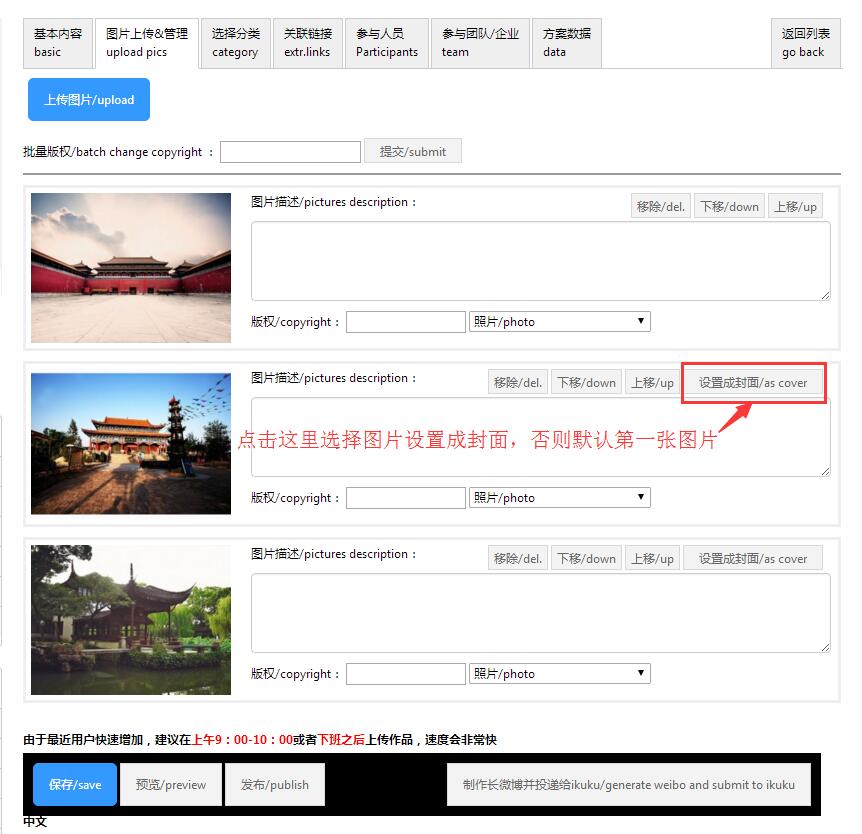 基本内容
basic
图片上传&管理
upload pics
选择分类
category
关联链接
extr.links
参与人员
Participants
参与团队/企业
team
方案数据
data
返回列表
go back
上传图片/upload
批量版权/batch change copyright ：
提交/submit
图片描述/pictures description：
移除/del. 下移/down 上移/up
版权/copyright： 照片/photo
图片描述/pictures description：
移除/del. 下移/down 上移/up 设置成封面/as cover
点击这里选择图片设置成封面，否则默认第一张图片
版权/copyright： 照片/photo
图片描述/pictures description：
移除/del. 下移/down 上移/up 设置成封面/as cover
版权/copyright： 照片/photo
由于最近用户快速增加，建议在上午9：00-10：00或者下班之后上传作品，速度会非常快
保存/save 预览/preview 发布/publish 制作长微博并投递给ikuku/generate weibo and submit to ikuku
中文